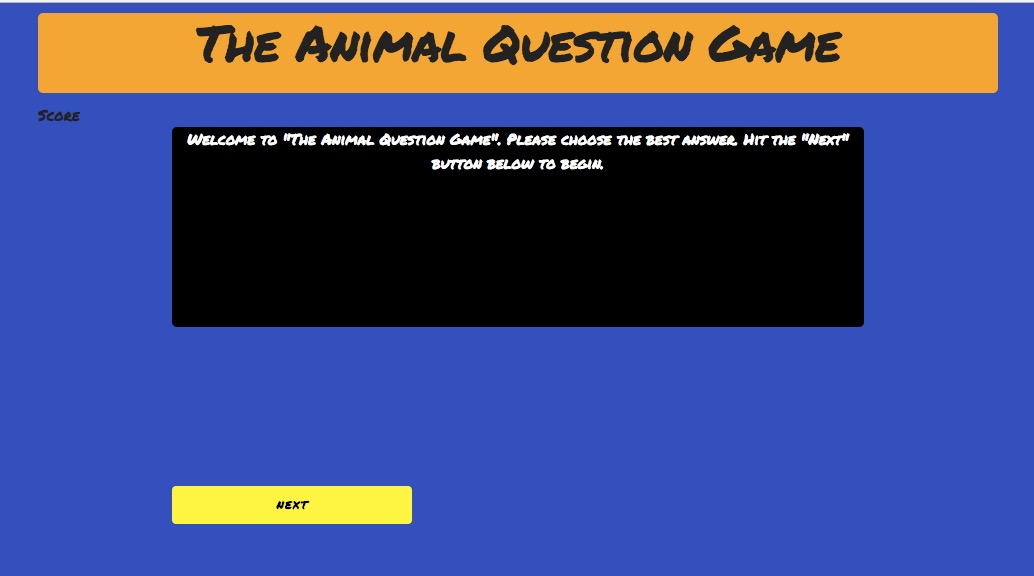 The Animal Question Game
Score
Welcome to "The Animal Question Game". Please choose the best answer. Hit the "Next"
button below to begin.
next